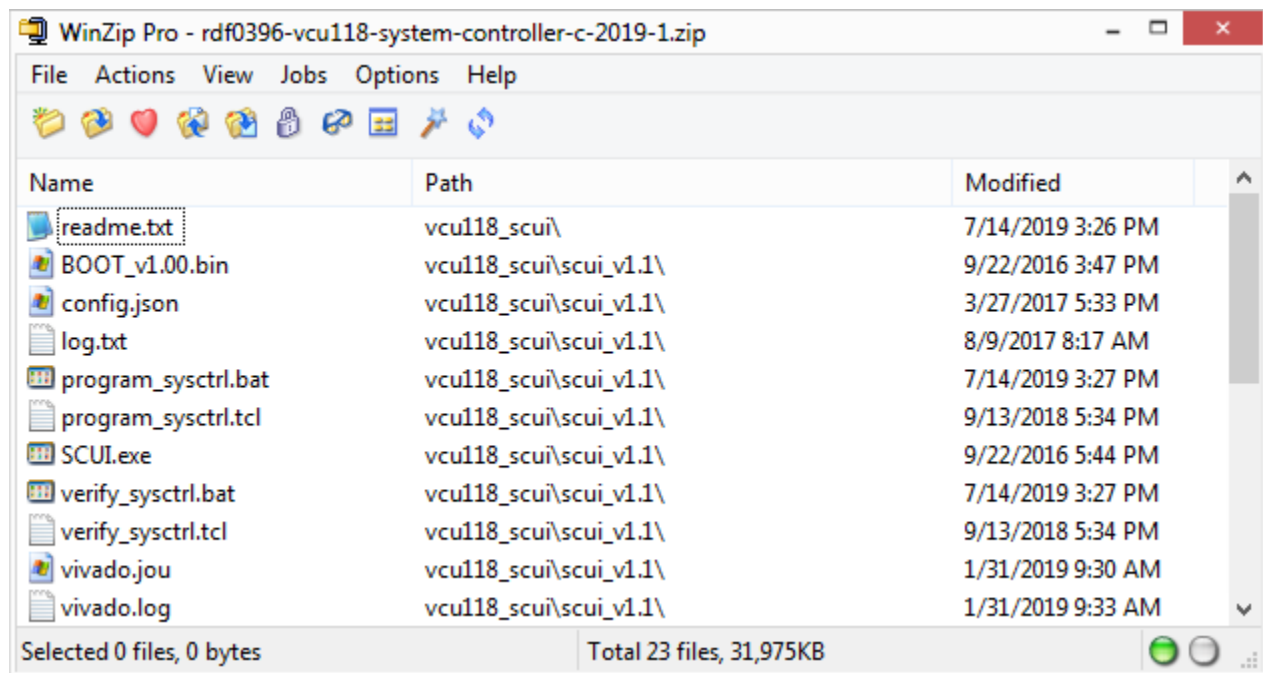 WinZip Pro - rdf0396-vcu118-system-controller-c-2019-1.zip
File Actions View Jobs Options Help
Name Path Modified
readme.txt vcu118_scui\ 7/14/2019 3:26 PM
BOOT_v1.00.bin vcu118_scui\scui_v1.1\ 9/22/2016 3:47 PM
config.json vcu118_scui\scui_v1.1\ 3/27/2017 5:33 PM
log.txt vcu118_scui\scui_v1.1\ 8/9/2017 8:17 AM
program_sysctrl.bat vcu118_scui\scui_v1.1\ 7/14/2019 3:27 PM
program_sysctrl.tcl vcu118_scui\scui_v1.1\ 9/13/2018 5:34 PM
SCUI.exe vcu118_scui\scui_v1.1\ 9/22/2016 5:44 PM
verify_sysctrl.bat vcu118_scui\scui_v1.1\ 7/14/2019 3:27 PM
verify_sysctrl.tcl vcu118_scui\scui_v1.1\ 9/13/2018 5:34 PM
vivado.jou vcu118_scui\scui_v1.1\ 1/31/2019 9:30 AM
vivado.log vcu118_scui\scui_v1.1\ 1/31/2019 9:33 AM
Selected 0 files, 0 bytes Total 23 files, 31,975KB